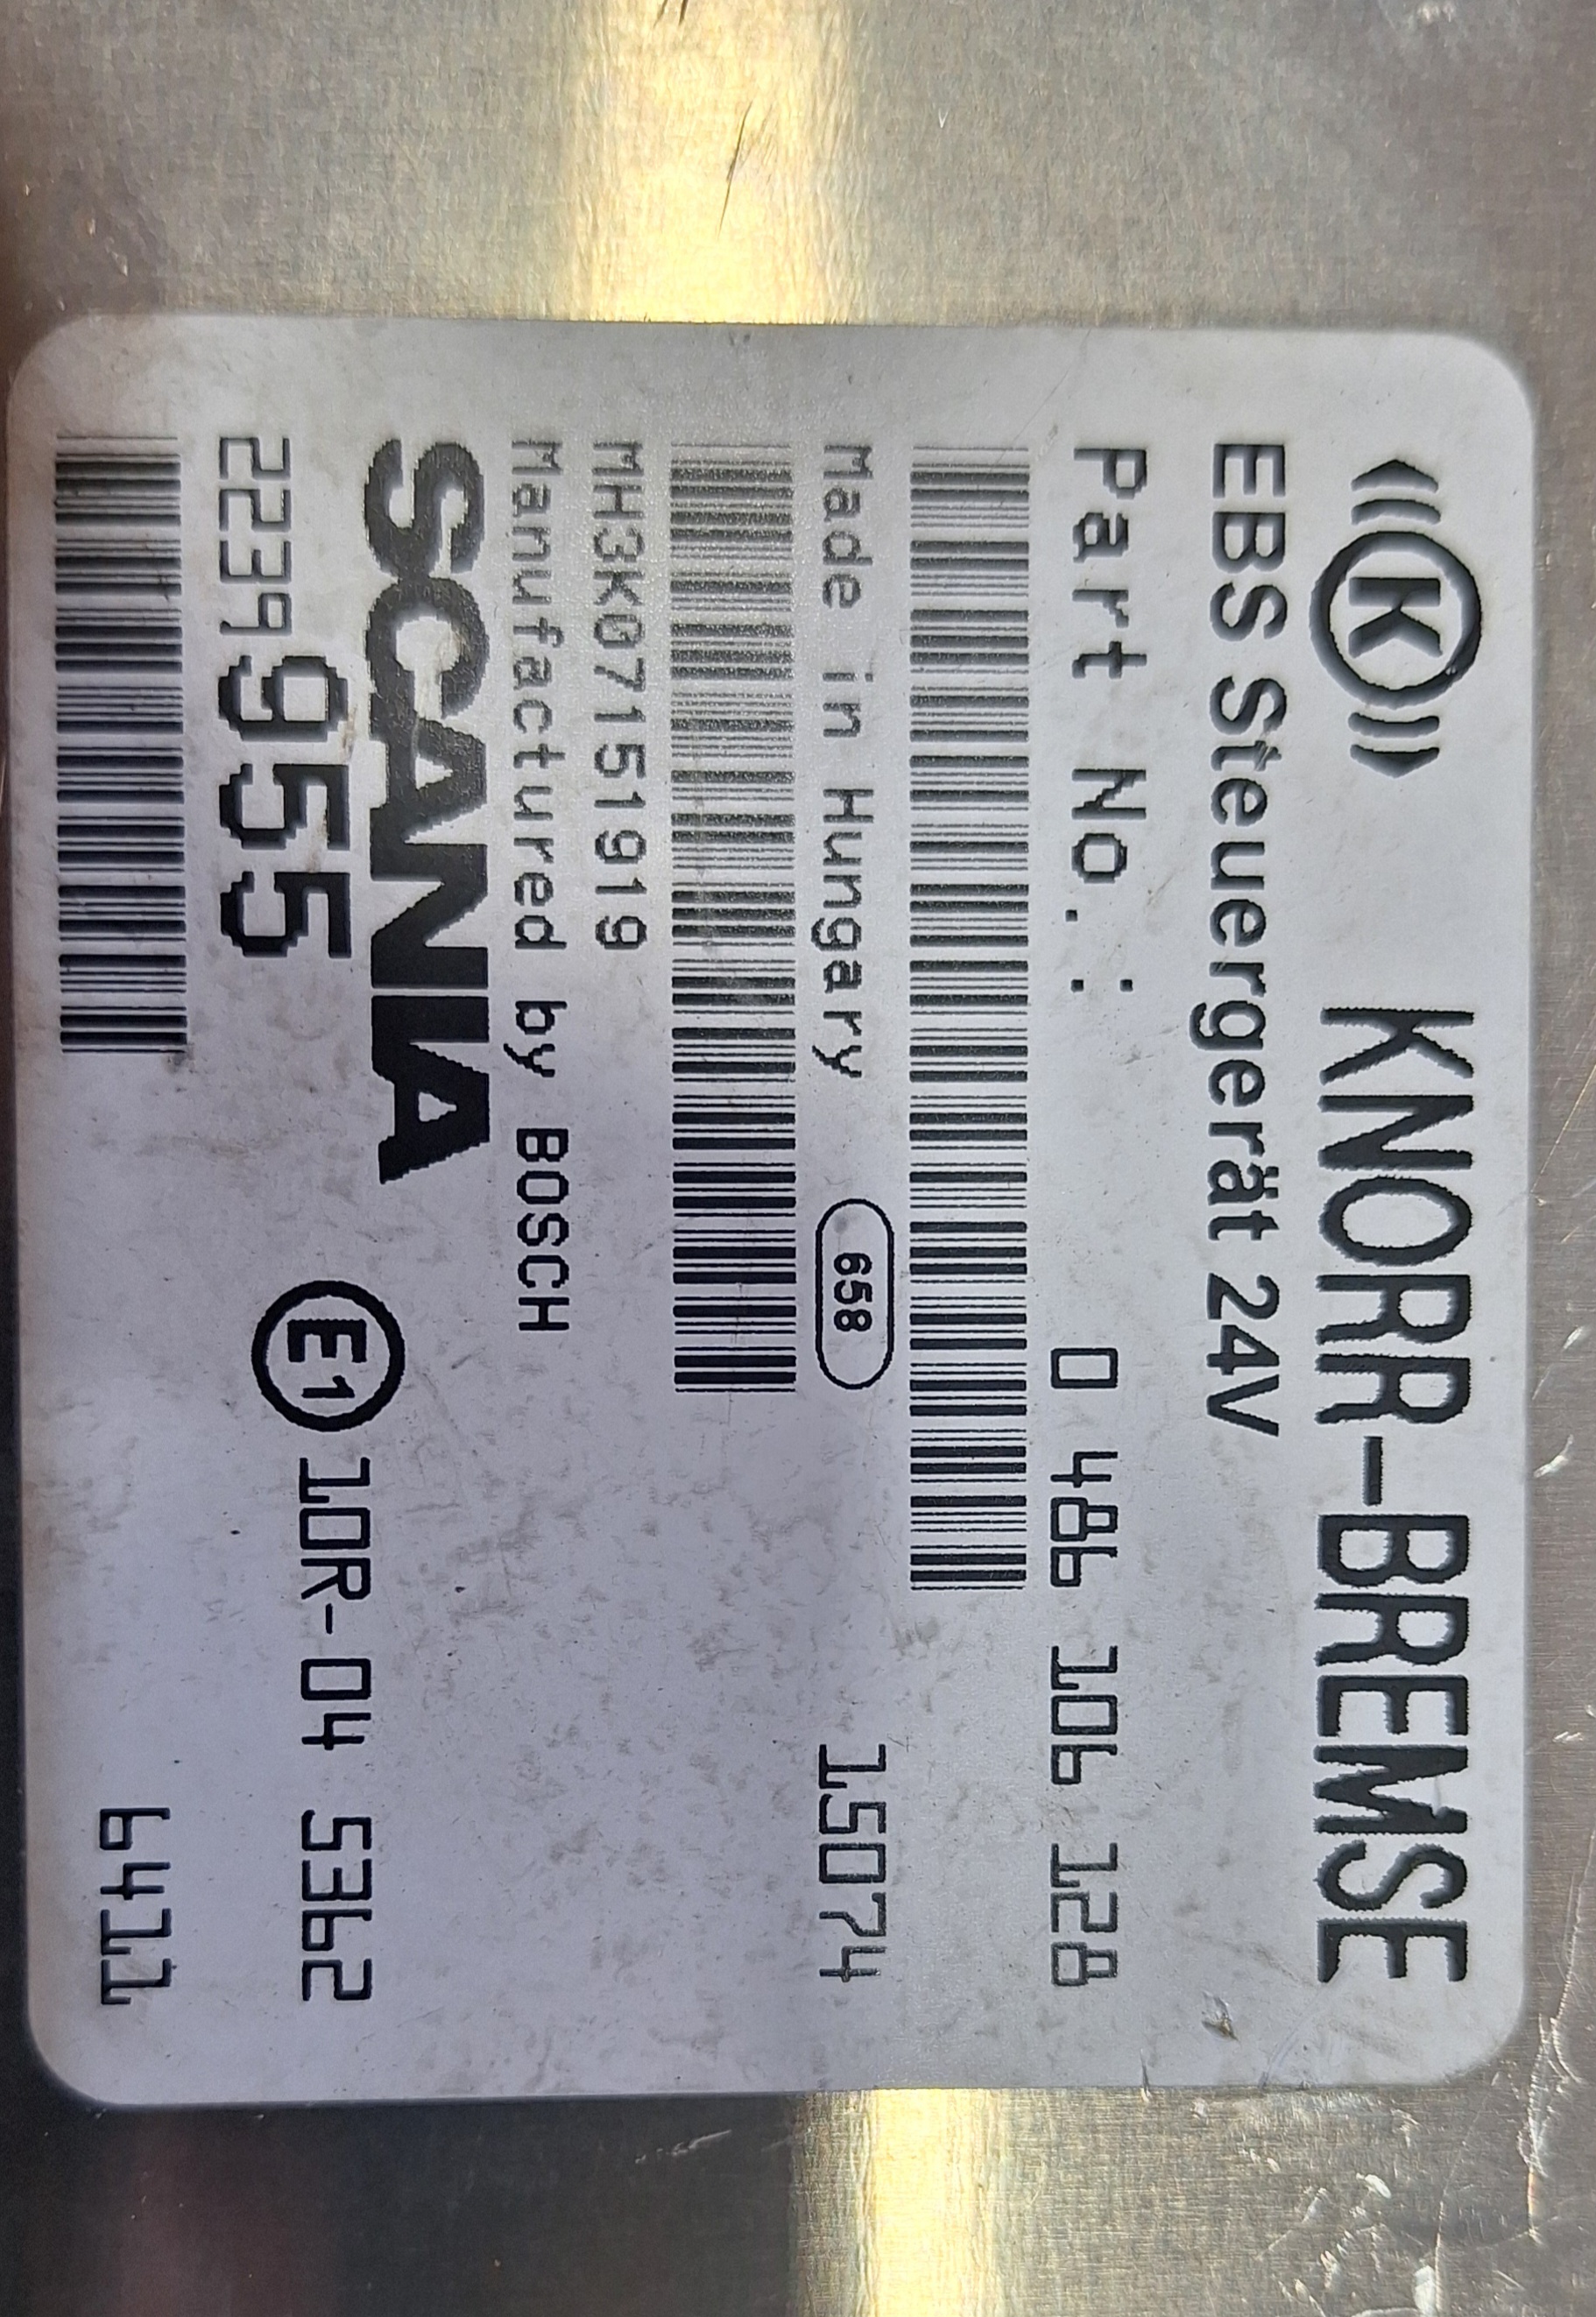 K KNORR-BREMSE
EBS Steuergerät 24V
Part No.: 0 486 106 128
Made in Hungary 658 15074
MH3K07151919
Manufactured by BOSCH
SCANIA
2239955
E1 10R-04 5362
6411